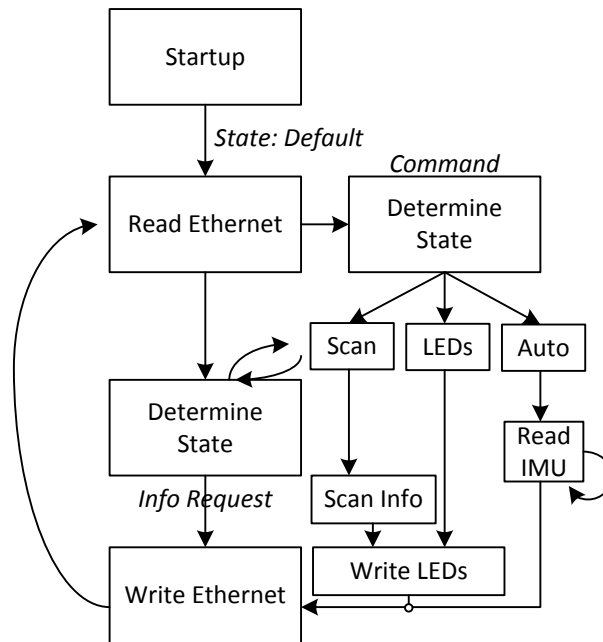 Startup
State: Default
Command
Read Ethernet
Determine
State
Scan
LEDs
Auto
Determine
State
Read
IMU
Info Request
Scan Info
Write LEDs
Write Ethernet